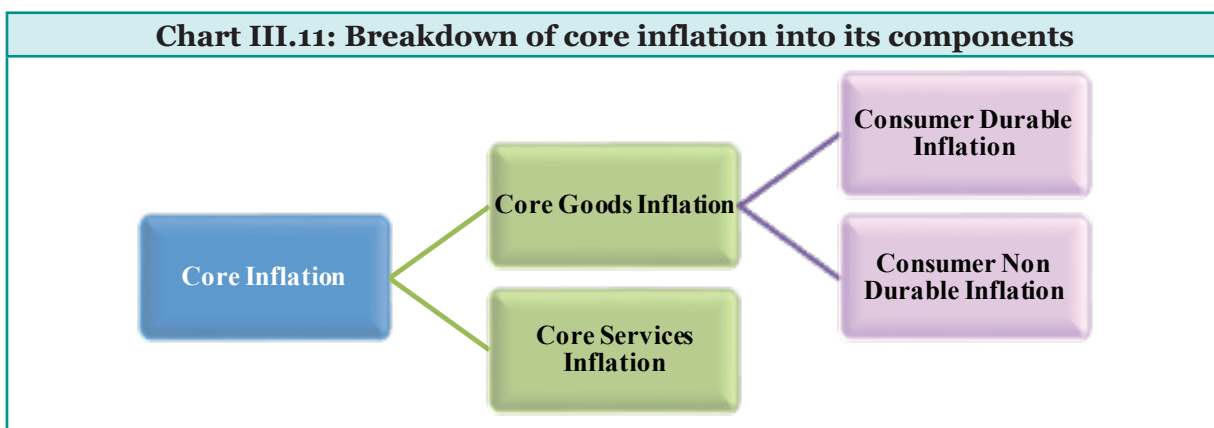 Chart III.11: Breakdown of core inflation into its components
Core Inflation
Core Goods Inflation
Core Services
Inflation
Consumer Durable
Inflation
Consumer Non
Durable Inflation